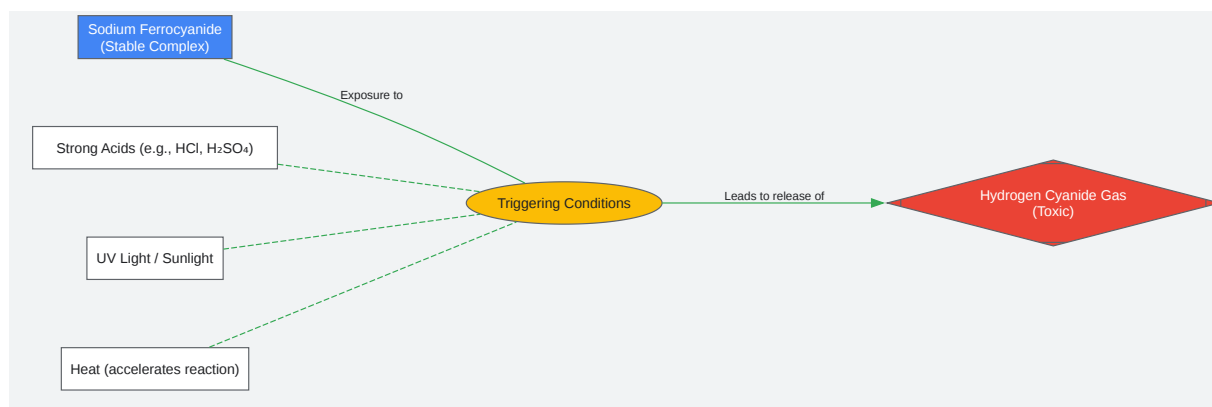 Sodium Ferrocyanide
(Stable Complex)
Exposure to
Strong Acids (e.g., HCl, H₂SO₄)
Triggering Conditions
Leads to release of
Hydrogen Cyanide Gas
(Toxic)
UV Light / Sunlight
Heat (accelerates reaction)